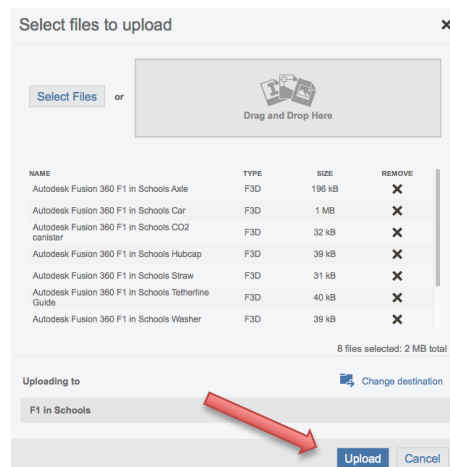 Select files to upload
Select Files or
Drag and Drop Here
NAME TYPE SIZE REMOVE
Autodesk Fusion 360 F1 in Schools Axle F3D 196 kB
Autodesk Fusion 360 F1 in Schools Car F3D 1 MB
Autodesk Fusion 360 F1 in Schools CO2
canister F3D 32 kB
Autodesk Fusion 360 F1 in Schools Hubcap F3D 39 kB
Autodesk Fusion 360 F1 in Schools Straw F3D 31 kB
Autodesk Fusion 360 F1 in Schools Tetherline
Guide F3D 40 kB
Autodesk Fusion 360 F1 in Schools Washer F3D 39 kB
8 files selected: 2 MB total
Uploading to Change destination
F1 in Schools
Upload Cancel